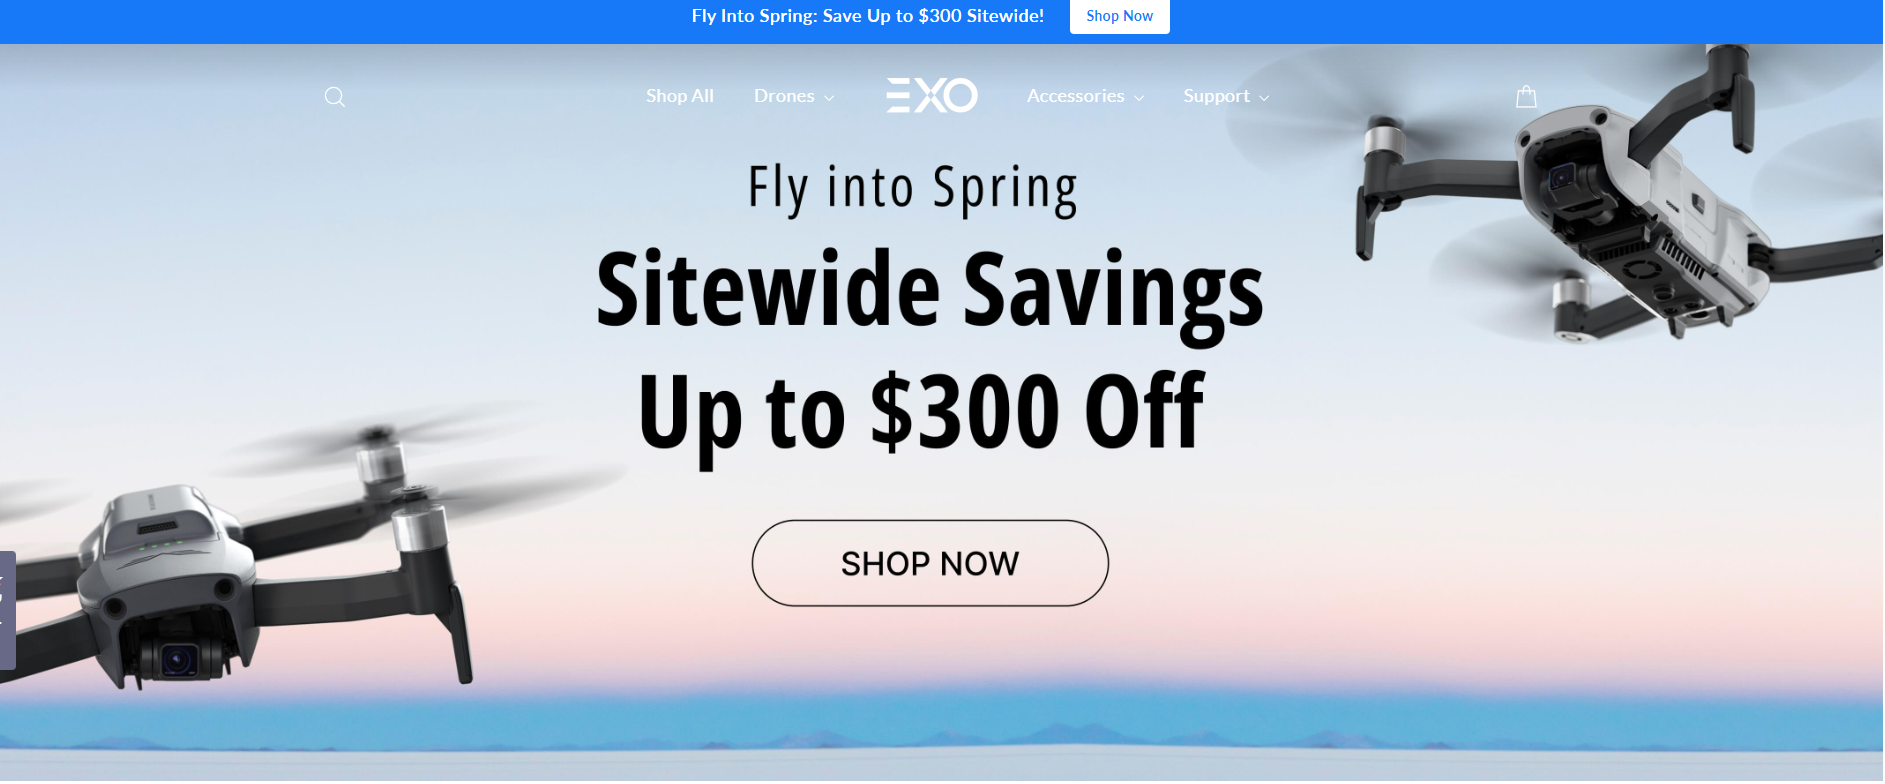 Fly Into Spring: Save Up to $300 Sitewide!
Shop Now
Shop All
Drones
EXO
Accessories
Support
Fly into Spring
Sitewide Savings
Up to $300 Off
SHOP NOW